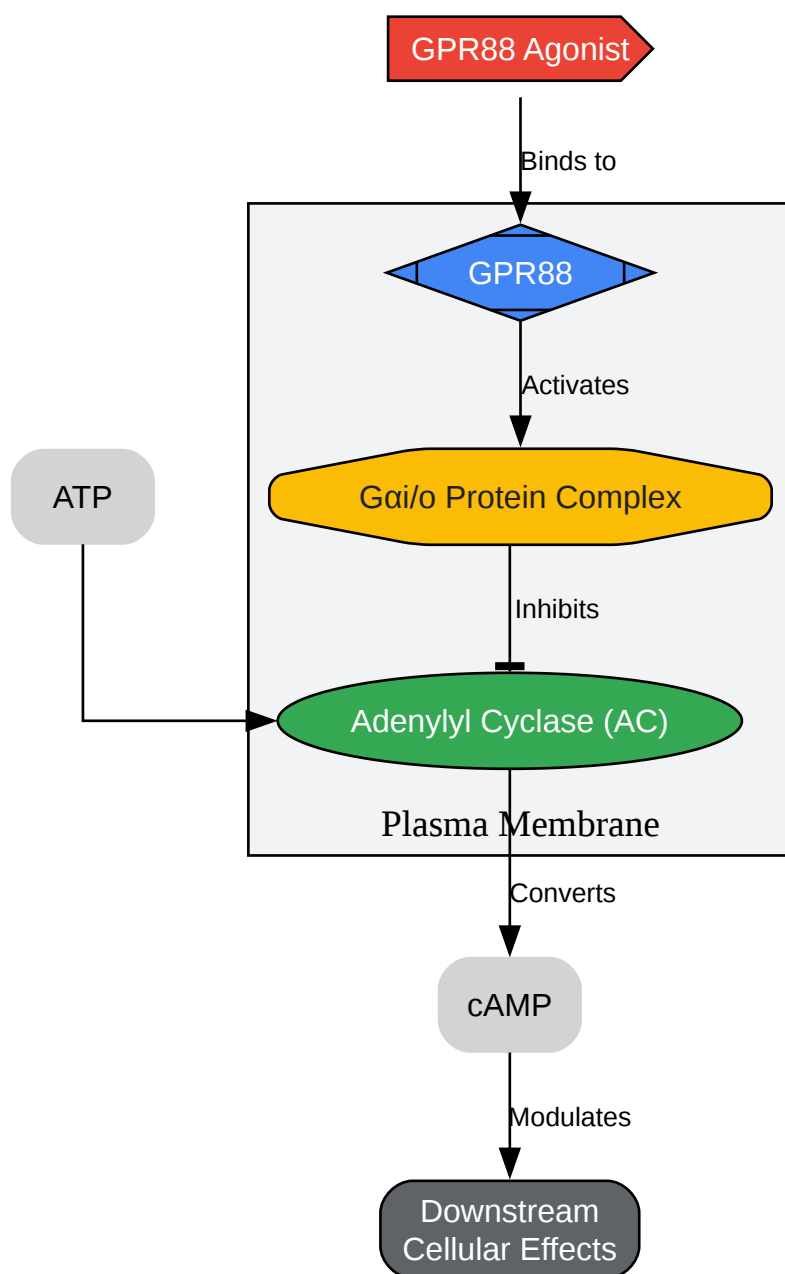 GPR88 Agonist
Binds to
GPR88
Activates
ATP
Gαi/o Protein Complex
Inhibits
Adenylyl Cyclase (AC)
Plasma Membrane
Converts
cAMP
Modulates
Downstream
Cellular Effects